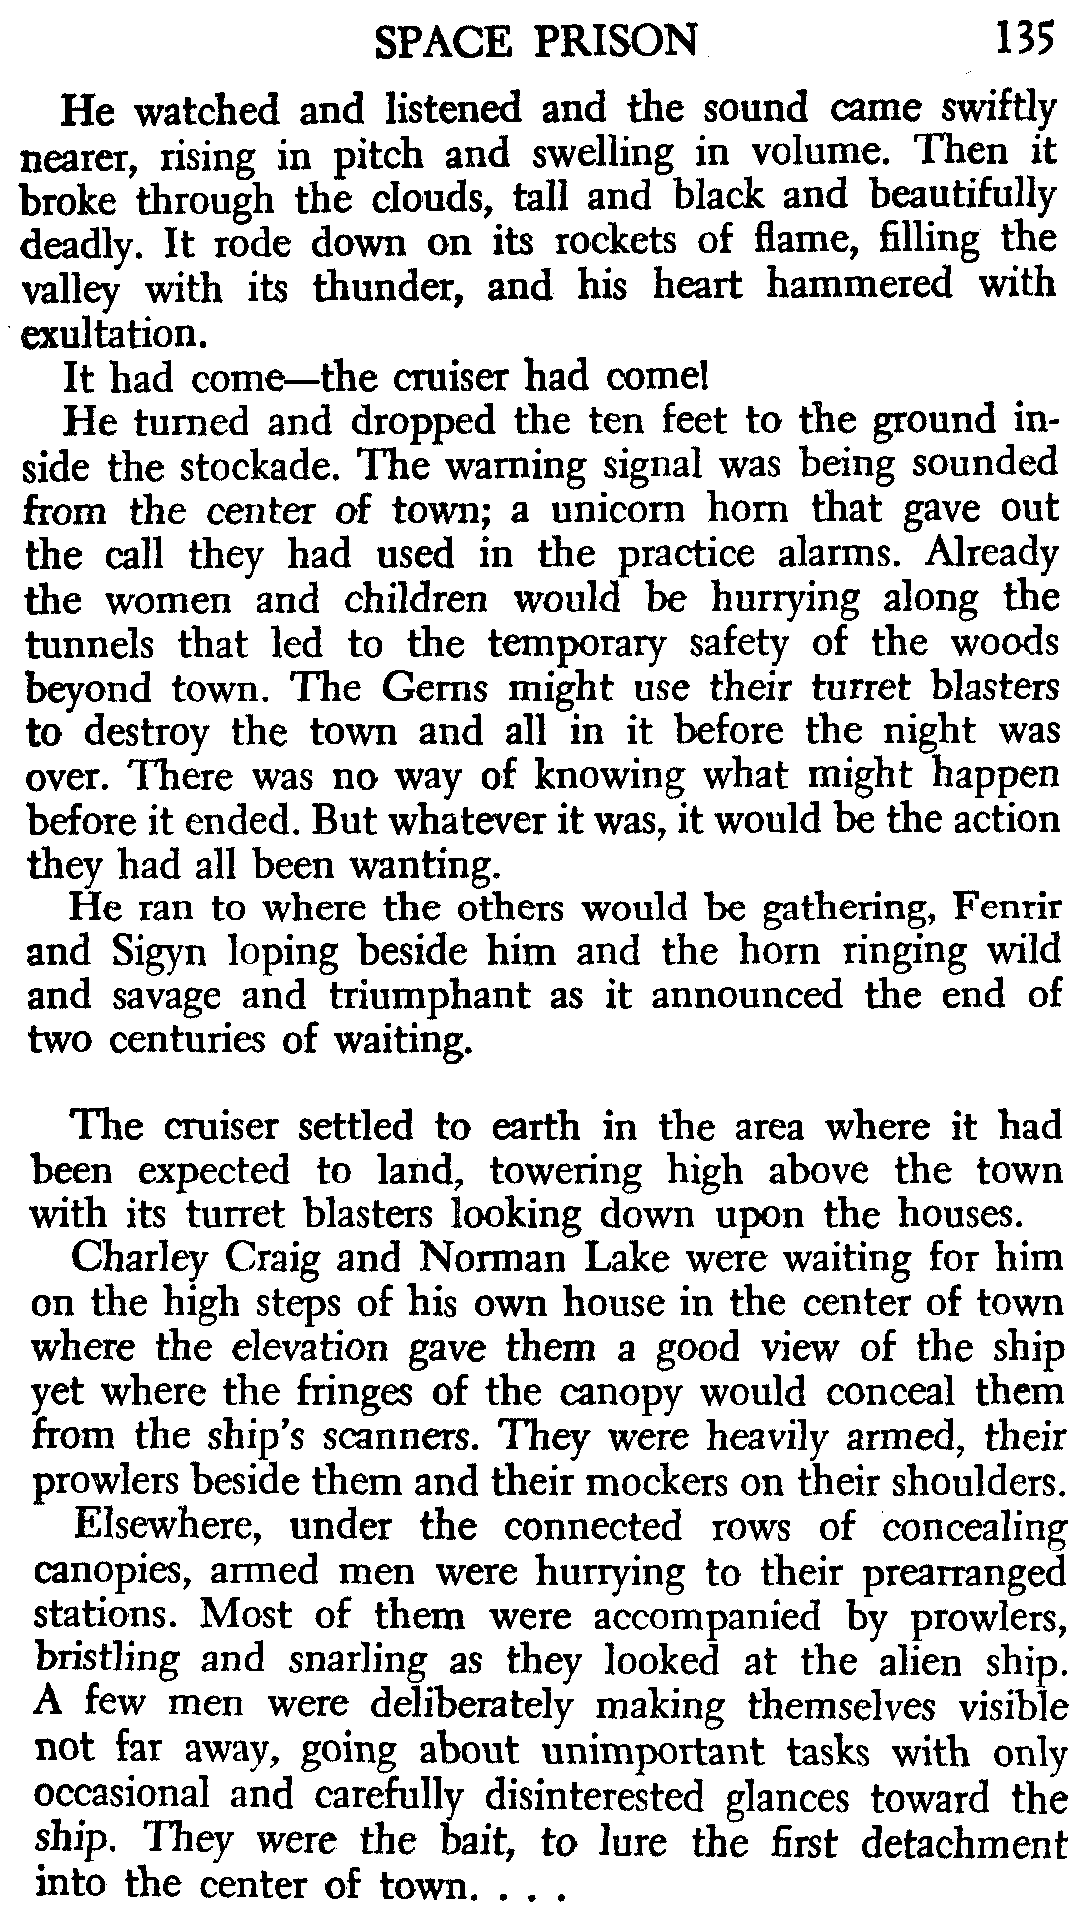 SPACE PRISON 135
He watched and listened and the sound came swiftly
nearer, rising in pitch and swelling in volume. Then it
broke through the clouds, tall and black and beautifully
deadly. It rode down on its rockets of flame, filling the
valley with its thunder, and his heart hammered with
exultation.
It had come—the cruiser had come!
He turned and dropped the ten feet to the ground in-
side the stockade. The warning signal was being sounded
from the center of town; a unicorn horn that gave out
the call they had used in the practice alarms. Already
the women and children would be hurrying along the
tunnels that led to the temporary safety of the woods
beyond town. The Gerns might use their turret blasters
to destroy the town and all in it before the night was
over. There was no way of knowing what might happen
before it ended. But whatever it was, it would be the action
they had all been wanting.
He ran to where the others would be gathering, Fenrir
and Sigyn loping beside him and the horn ringing wild
and savage and triumphant as it announced the end of
two centuries of waiting.
The cruiser settled to earth in the area where it had
been expected to land, towering high above the town
with its turret blasters looking down upon the houses.
Charley Craig and Norman Lake were waiting for him
on the high steps of his own house in the center of town
where the elevation gave them a good view of the ship
yet where the fringes of the canopy would conceal them
from the ship's scanners. They were heavily armed, their
prowlers beside them and their mockers on their shoulders.
Elsewhere, under the connected rows of concealing
canopies, armed men were hurrying to their prearranged
stations. Most of them were accompanied by prowlers,
bristling and snarling as they looked at the alien ship.
A few men were deliberately making themselves visible
not far away, going about unimportant tasks with only
occasional and carefully disinterested glances toward the
ship. They were the bait, to lure the first detachment
into the center of town. . . .